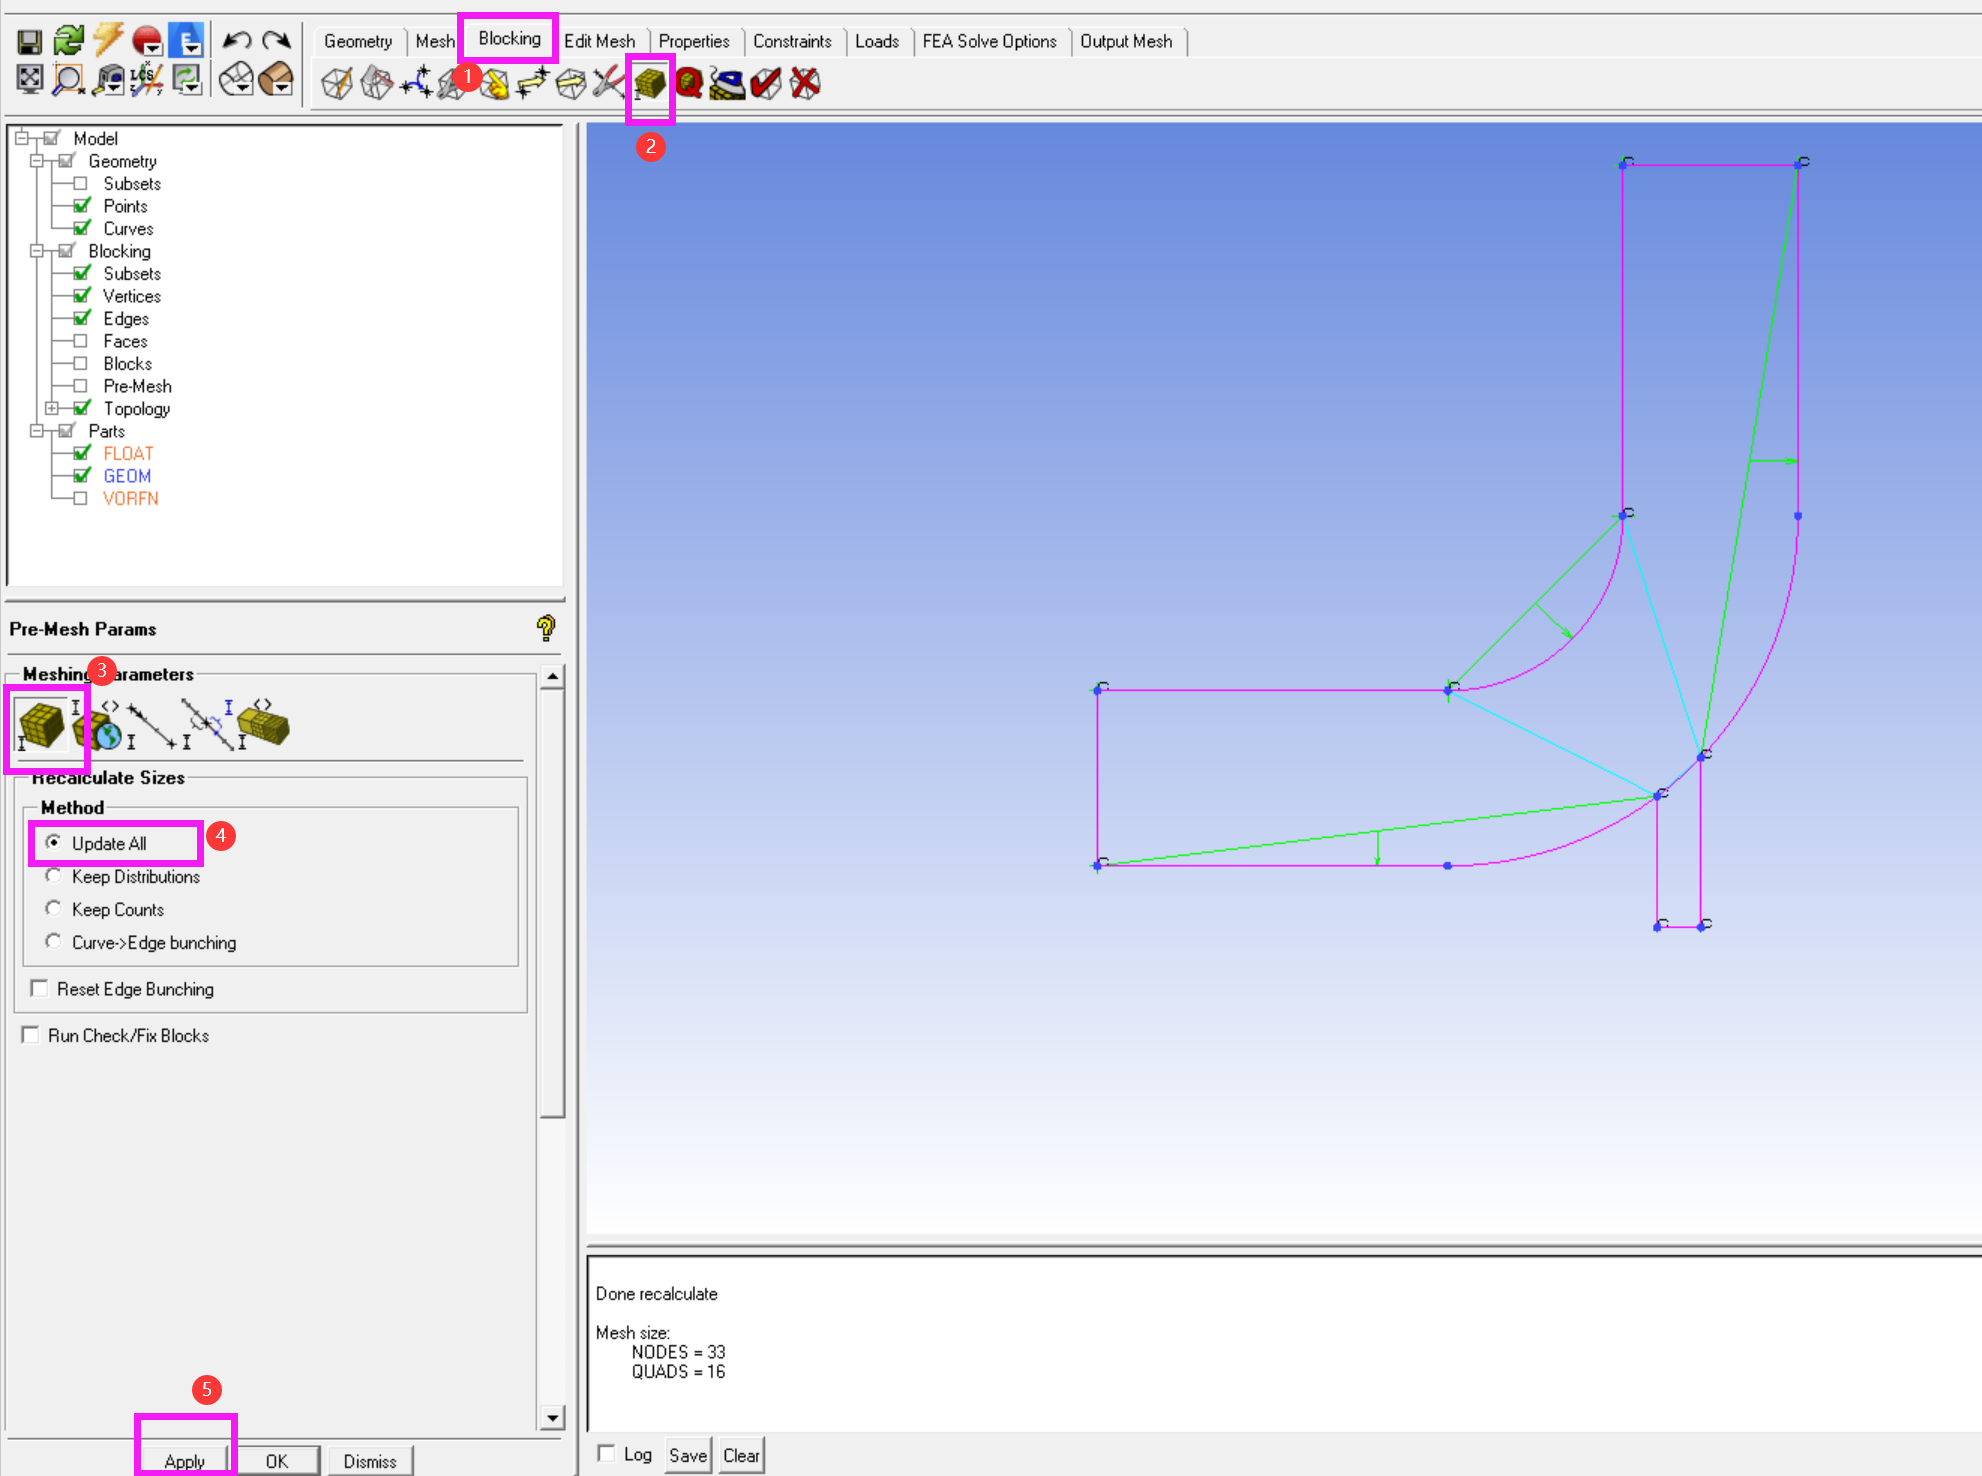 Geometry Mesh Blocking Edit Mesh Properties Constraints Loads FEA Solve Options Output Mesh
E
LCS
1
Q
2
Model
Geometry
Subsets
Points
Curves
Blocking
Subsets
Vertices
Edges
Faces
Blocks
Pre-Mesh
Topology
Parts
FLOAT
GEOM
VORFN
Pre-Mesh Params
?
Meshing Parameters
3
Recalculate Sizes
Method
Update All
4
Keep Distributions
Keep Counts
Curve->Edge bunching
Reset Edge Bunching
Run Check/Fix Blocks
5
Apply OK Dismiss
Done recalculate
Mesh size:
NODES = 33
QUADS = 16
Log Save Clear